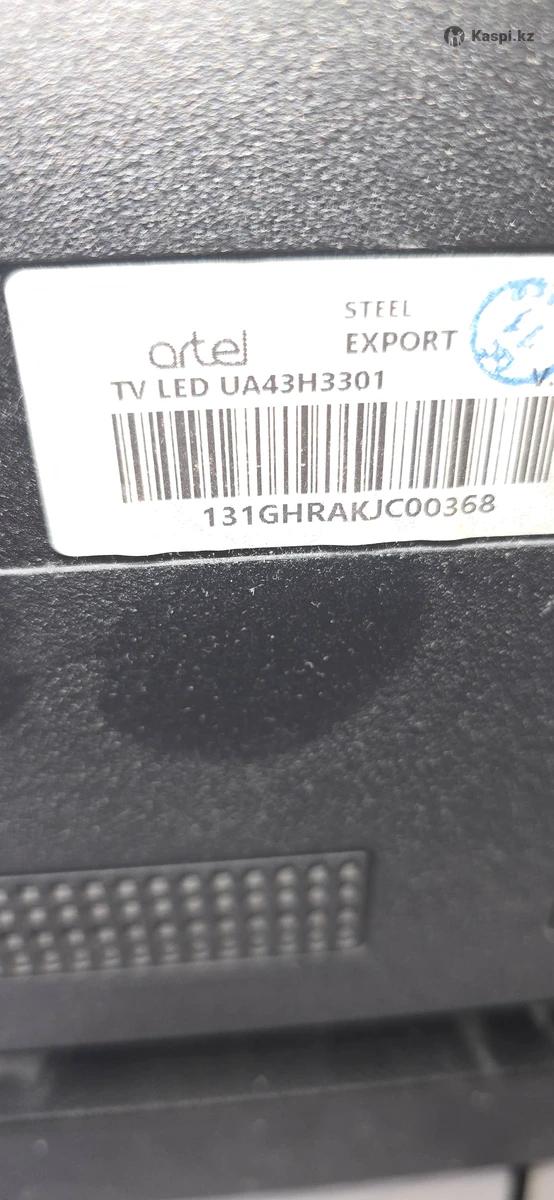 Kaspi.kz
STEEL
artel
EXPORT
TV LED UA43H3301
131GHRAKJC00368